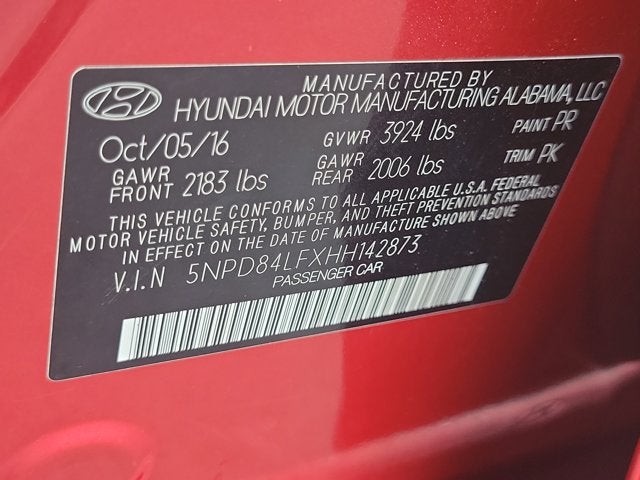 MANUFACTURED BY
HYUNDAI MOTOR MANUFACTURING ALABAMA, LLC
Oct/05/16 GVWR 3924 lbs PAINT PR
GAWR FRONT 2183 lbs GAWR REAR 2006 lbs TRIM PK
THIS VEHICLE CONFORMS TO ALL APPLICABLE U.S.A. FEDERAL
MOTOR VEHICLE SAFETY, BUMPER, AND THEFT PREVENTION STANDARDS
IN EFFECT ON THE DATE OF MANUFACTURE SHOWN ABOVE
V.I.N 5NPD84LFXHH142873
PASSENGER CAR